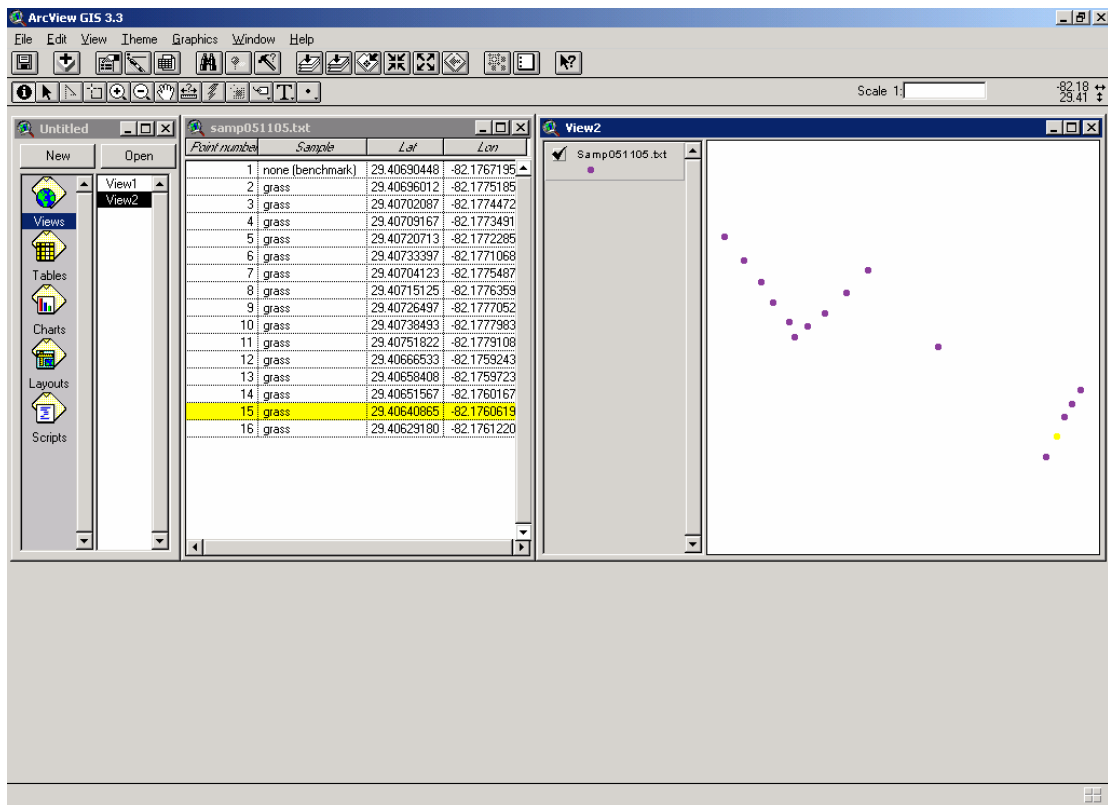 ArcView GIS 3.3
File Edit View Theme Graphics Window Help
Scale 1:
-82.18
29.41
Untitled
New Open
Views
Tables
Charts
Layouts
Scripts
View1
View2
samp051105.txt
Point number Sample Lat Lon
1 none (benchmark) 29.40690448 -82.1767195
2 grass 29.40696012 -82.1775185
3 grass 29.40702087 -82.1774472
4 grass 29.40709167 -82.1773491
5 grass 29.40720713 -82.1772285
6 grass 29.40733397 -82.1771068
7 grass 29.40704123 -82.1775487
8 grass 29.40715125 -82.1776359
9 grass 29.40726497 -82.1777052
10 grass 29.40738493 -82.1777983
11 grass 29.40751822 -82.1779108
12 grass 29.40666533 -82.1759243
13 grass 29.40658408 -82.1759723
14 grass 29.40651567 -82.1760167
15 grass 29.40640865 -82.1760619
16 grass 29.40629180 -82.1761220
View2
Samp051105.txt